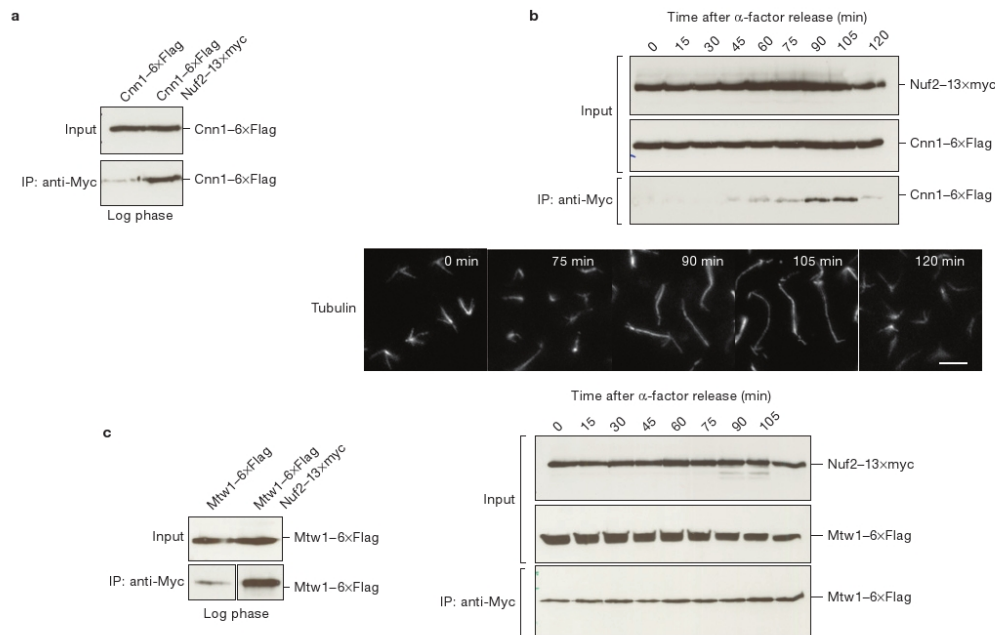 a
Cnn1–6×Flag
Cnn1–6×Flag
Nuf2–13×myc
Input
Cnn1–6×Flag
IP: anti-Myc
Cnn1–6×Flag
Log phase
b
Time after α-factor release (min)
0 15 30 45 60 75 90 105 120
Input
Nuf2–13×myc
Cnn1–6×Flag
IP: anti-Myc
Cnn1–6×Flag
Tubulin
0 min
75 min
90 min
105 min
120 min
c
Mtw1–6×Flag
Mtw1–6×Flag
Nuf2–13×myc
Input
Mtw1–6×Flag
IP: anti-Myc
Mtw1–6×Flag
Log phase
Time after α-factor release (min)
0 15 30 45 60 75 90 105
Input
Nuf2–13×myc
Mtw1–6×Flag
IP: anti-Myc
Mtw1–6×Flag